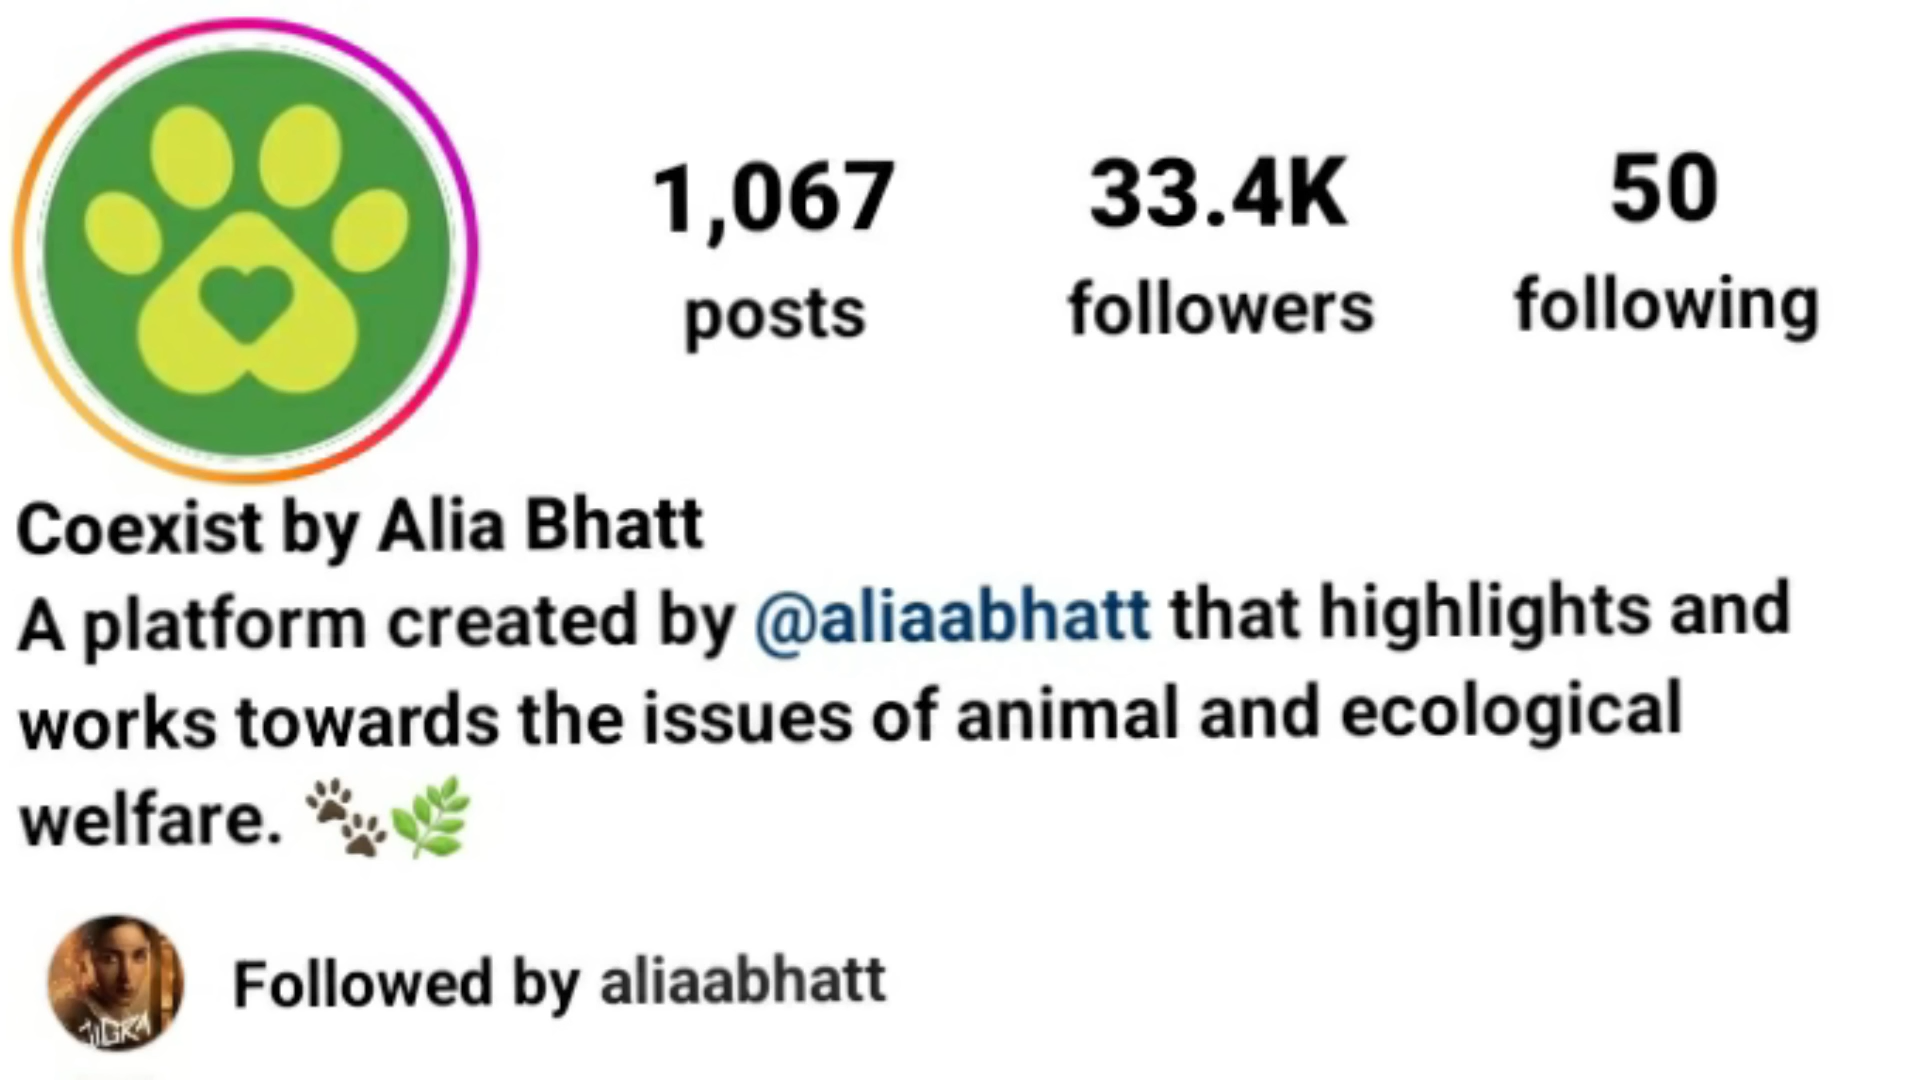 1,067 33.4K 50
posts followers following
Coexist by Alia Bhatt
A platform created by @aliaabhatt that highlights and
works towards the issues of animal and ecological
welfare. 🐾🌿
Followed by aliaabhatt
JIGRA